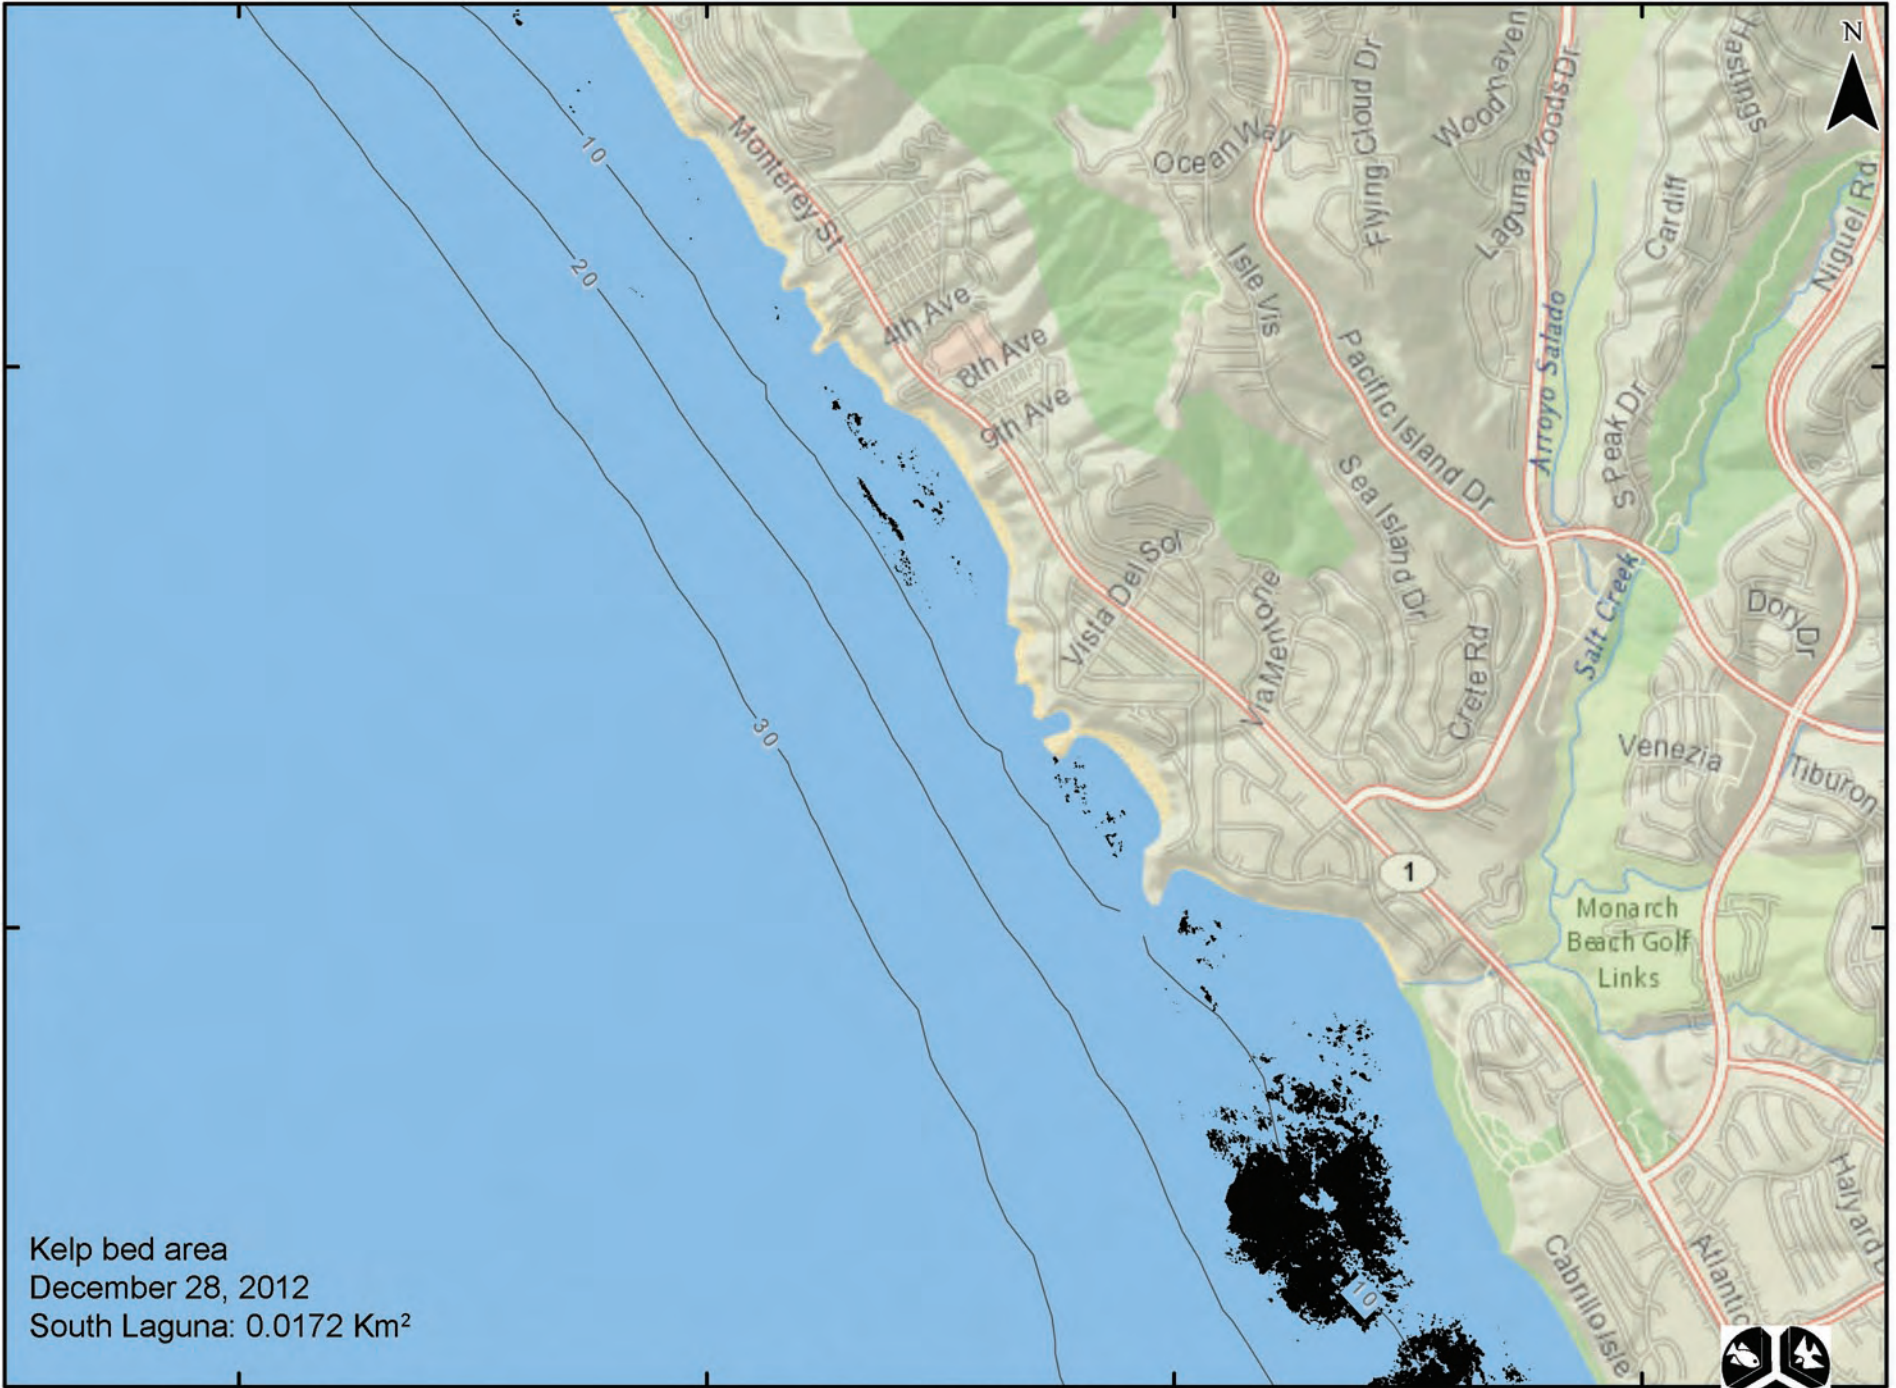 N
Hastings
Woodhaven
Laguna Woods Dr
Flying Cloud Dr
Ocean Way
Monterey St
10
Cardiff
Niguel Rd
20
Isle Vis
4th Ave
8th Ave
9th Ave
Pacific Island Dr
Arroyo Salado
S Peak Dr
Sea Island Dr
Vista Del Sol
Via Mentone
Crete Rd
Salt Creek
Dory Dr
30
Venezia
Tiburon
1
Monarch
Beach Golf
Links
Halyard D
Cabrillo Isle
Atlantic
10
Kelp bed area
December 28, 2012
South Laguna: 0.0172 Km²